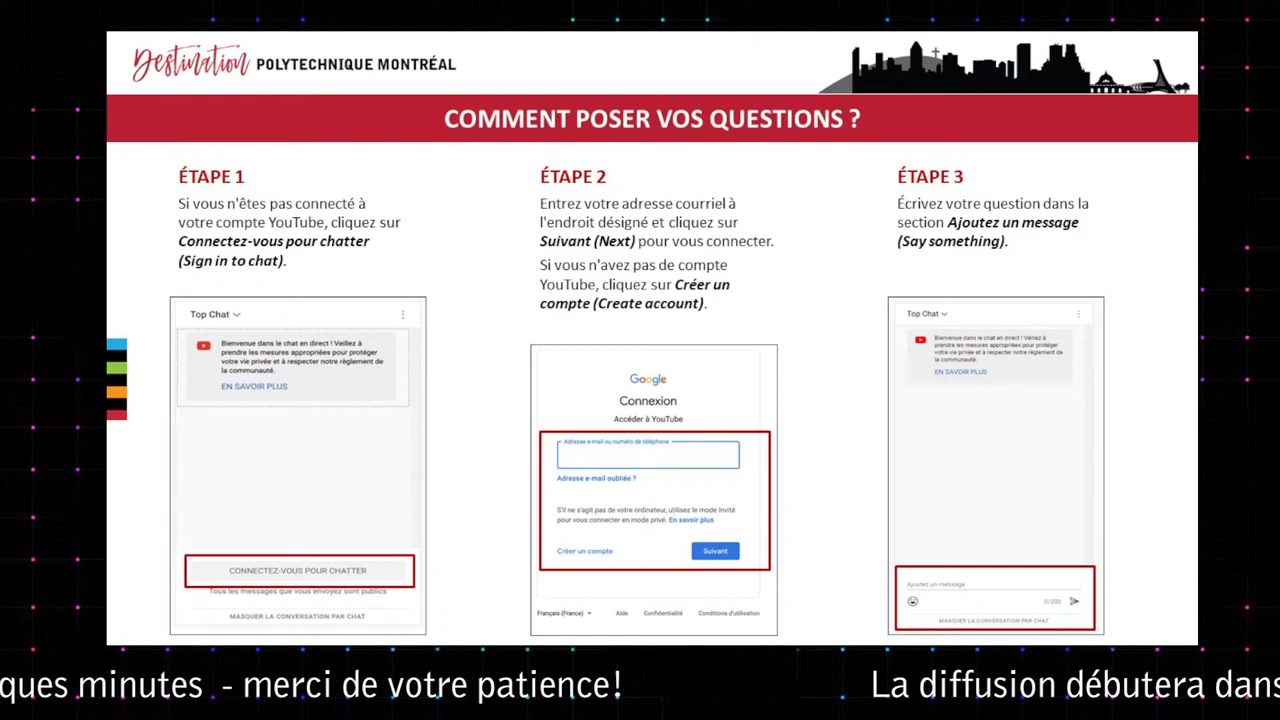 Destination POLYTECHNIQUE MONTRÉAL
COMMENT POSER VOS QUESTIONS ?
ÉTAPE 1
Si vous n'êtes pas connecté à
votre compte YouTube, cliquez sur
Connectez-vous pour chatter
(Sign in to chat).
Top Chat
Bienvenue dans le chat en direct ! Veillez à
prendre les mesures appropriées pour protéger
votre vie privée et à respecter notre règlement de
la communauté.
EN SAVOIR PLUS
CONNECTEZ-VOUS POUR CHATTER
Tous les messages que vous envoyez sont publics
MASQUER LA CONVERSATION PAR CHAT
ÉTAPE 2
Entrez votre adresse courriel à
l'endroit désigné et cliquez sur
Suivant (Next) pour vous connecter.
Si vous n'avez pas de compte
YouTube, cliquez sur Créer un
compte (Create account).
Google
Connexion
Accéder à YouTube
Adresse e-mail ou numéro de téléphone
Adresse e-mail oubliée ?
S'il ne s'agit pas de votre ordinateur, utilisez le mode Invité
pour vous connecter en mode privé. En savoir plus
Créer un compte
Suivant
Français (France)
Aide
Confidentialité
Conditions d'utilisation
ÉTAPE 3
Écrivez votre question dans la
section Ajoutez un message
(Say something).
Top Chat
Bienvenue dans le chat en direct ! Veillez à
prendre les mesures appropriées pour protéger
votre vie privée et à respecter notre règlement de
la communauté.
EN SAVOIR PLUS
Ajoutez un message
0/200
MASQUER LA CONVERSATION PAR CHAT
ques minutes - merci de votre patience!
La diffusion débutera dans